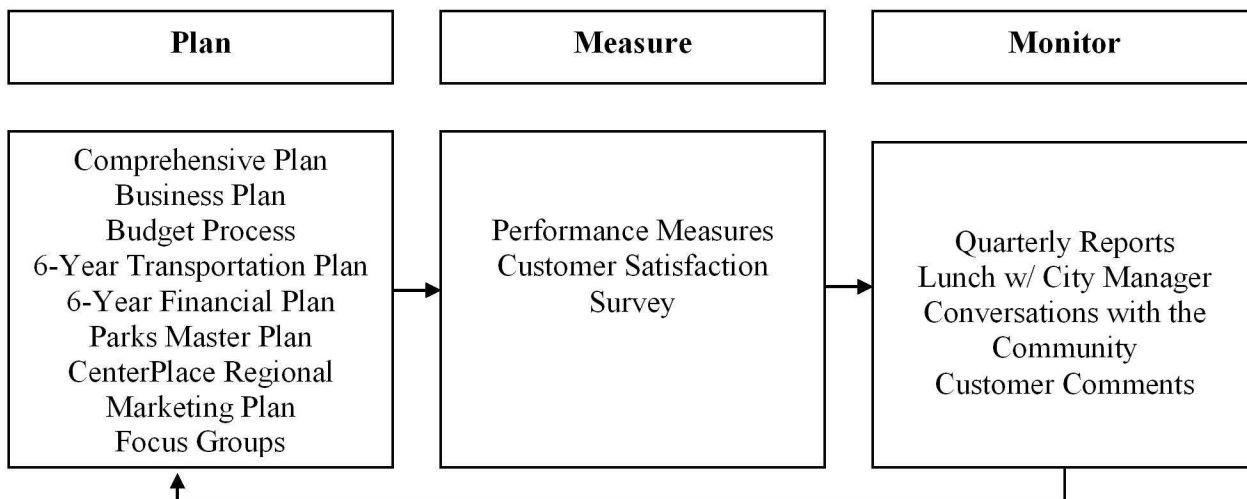 Plan
Measure
Monitor
Comprehensive Plan
Business Plan
Budget Process
6-Year Transportation Plan
6-Year Financial Plan
Parks Master Plan
CenterPlace Regional
Marketing Plan
Focus Groups
Performance Measures
Customer Satisfaction
Survey
Quarterly Reports
Lunch w/ City Manager
Conversations with the
Community
Customer Comments